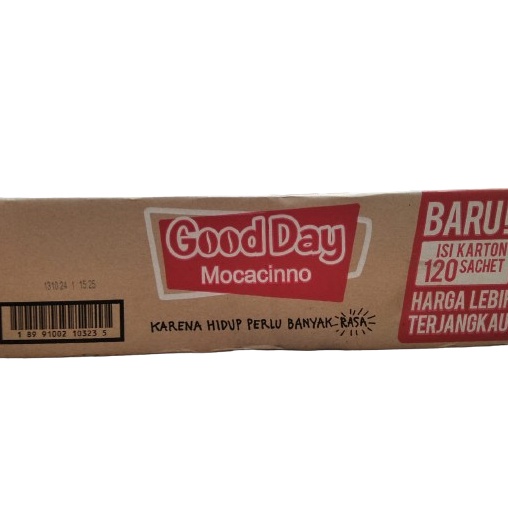 Good Day
Mocacinno
KARENA HIDUP PERLU BANYAK RASA
BARU!
ISI KARTON
120 SACHET
HARGA LEBIH
TERJANGKAU
131024 1 15:25
1 89 91002 10323 5